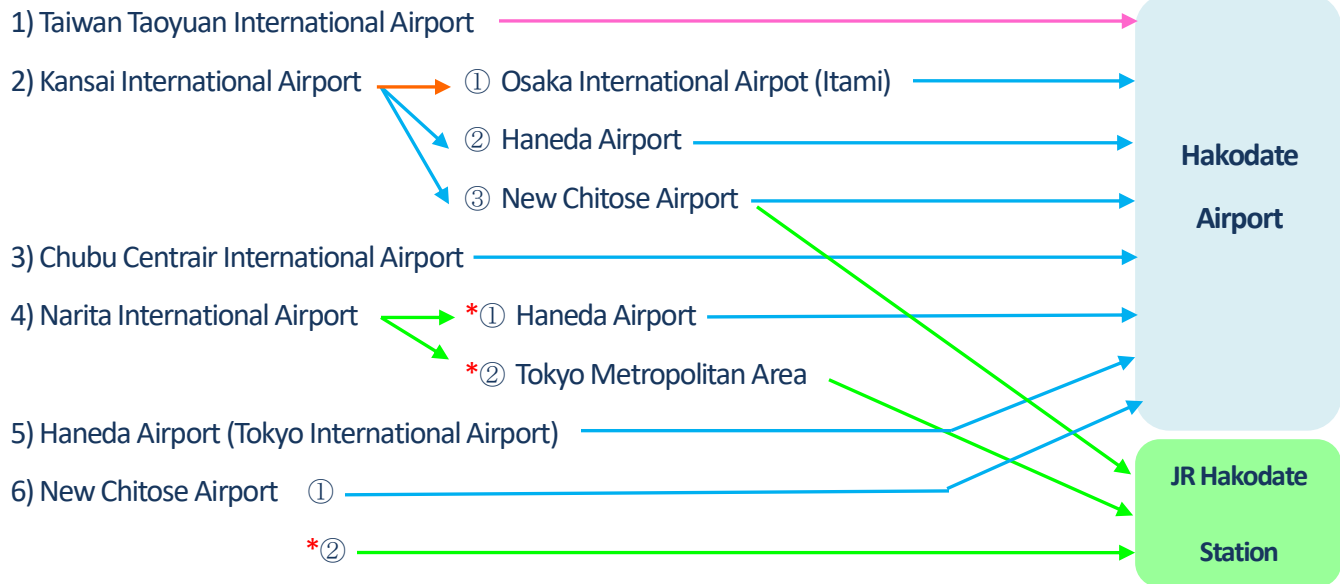 1) Taiwan Taoyuan International Airport
2) Kansai International Airport
① Osaka International Airpot (Itami)
② Haneda Airport
③ New Chitose Airport
3) Chubu Centrair International Airport
4) Narita International Airport
*① Haneda Airport
*② Tokyo Metropolitan Area
5) Haneda Airport (Tokyo International Airport)
6) New Chitose Airport ①
*②
Hakodate
Airport
JR Hakodate
Station